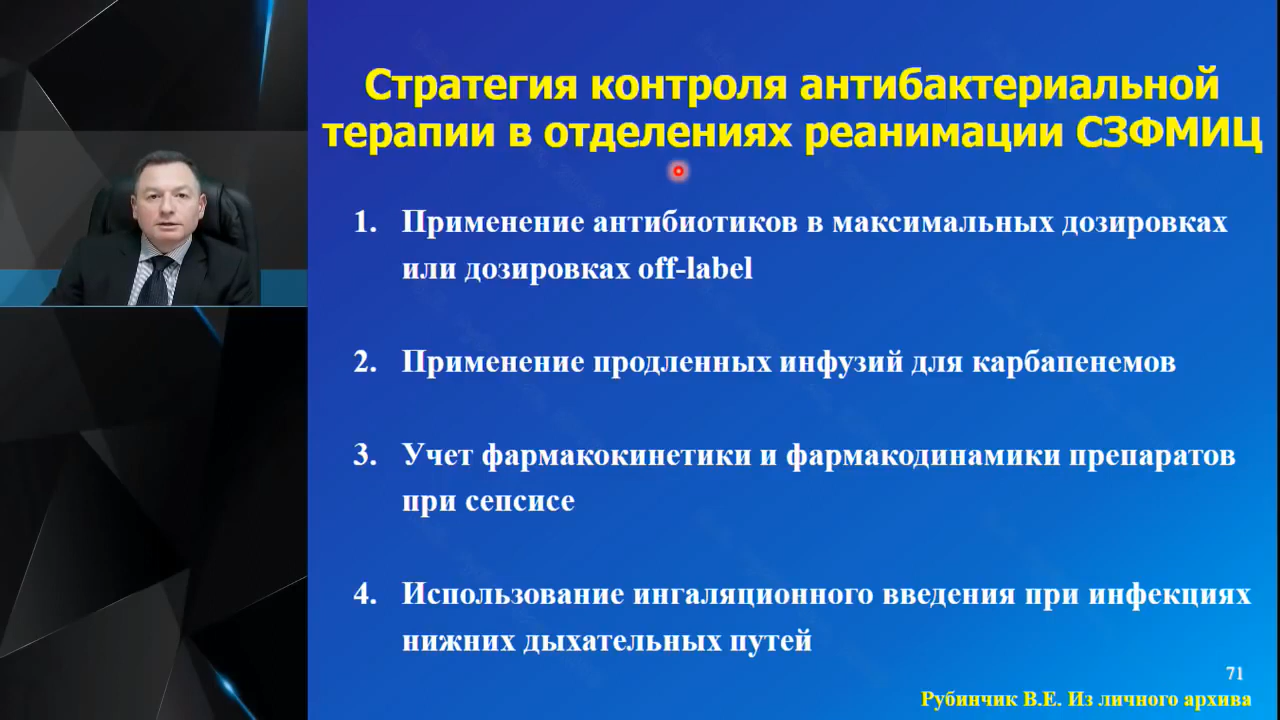 Стратегия контроля антибактериальной
терапии в отделениях реанимации СЗФМИЦ
1. Применение антибиотиков в максимальных дозировках
или дозировках off-label
2. Применение продленных инфузий для карбапенемов
3. Учет фармакокинетики и фармакодинамики препаратов
при сепсисе
4. Использование ингаляционного введения при инфекциях
нижних дыхательных путей
71
Рубинчик В.Е. Из личного архива